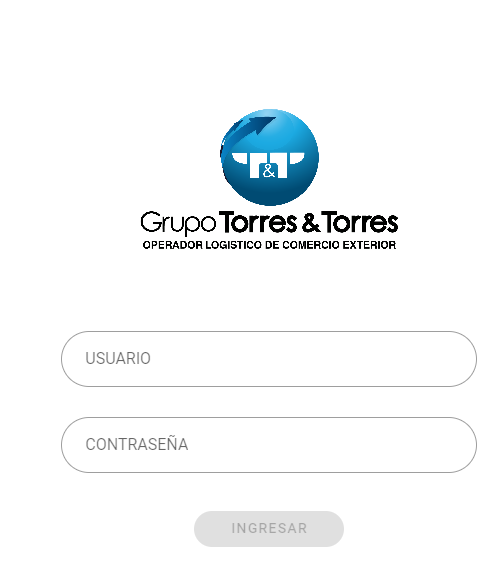 T&T
Grupo Torres & Torres
OPERADOR LOGISTICO DE COMERCIO EXTERIOR
USUARIO
CONTRASEÑA
INGRESAR